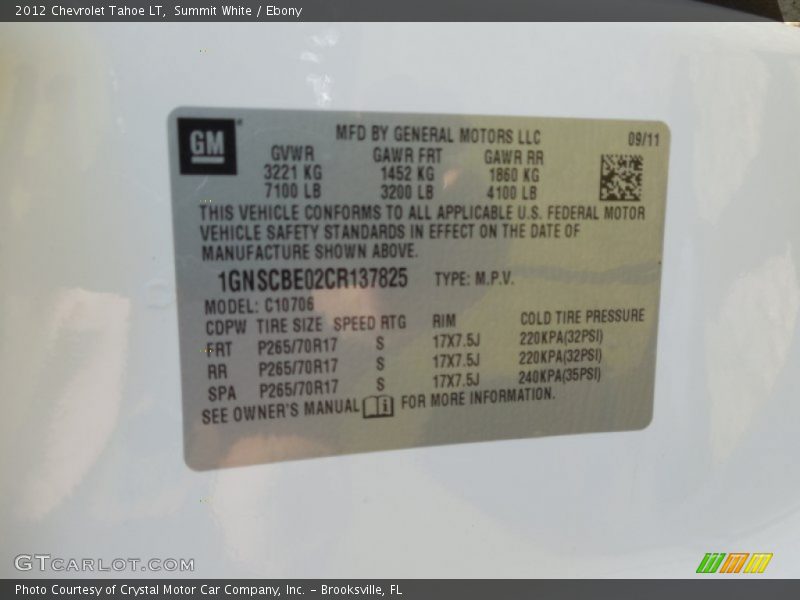 2012 Chevrolet Tahoe LT, Summit White / Ebony
GM
MFD BY GENERAL MOTORS LLC 09/11
GVWR GAWR FRT GAWR RR
3221 KG 1452 KG 1860 KG
7100 LB 3200 LB 4100 LB
THIS VEHICLE CONFORMS TO ALL APPLICABLE U.S. FEDERAL MOTOR
VEHICLE SAFETY STANDARDS IN EFFECT ON THE DATE OF
MANUFACTURE SHOWN ABOVE.
1GNSCBE02CR137825 TYPE: M.P.V.
MODEL: C10706
CDPW TIRE SIZE SPEED RTG RIM COLD TIRE PRESSURE
FRT P265/70R17 S 17X7.5J 220KPA(32PSI)
RR P265/70R17 S 17X7.5J 220KPA(32PSI)
SPA P265/70R17 S 17X7.5J 240KPA(35PSI)
SEE OWNER'S MANUAL i FOR MORE INFORMATION.
GTCARLOT.COM
Photo Courtesy of Crystal Motor Car Company, Inc. – Brooksville, FL